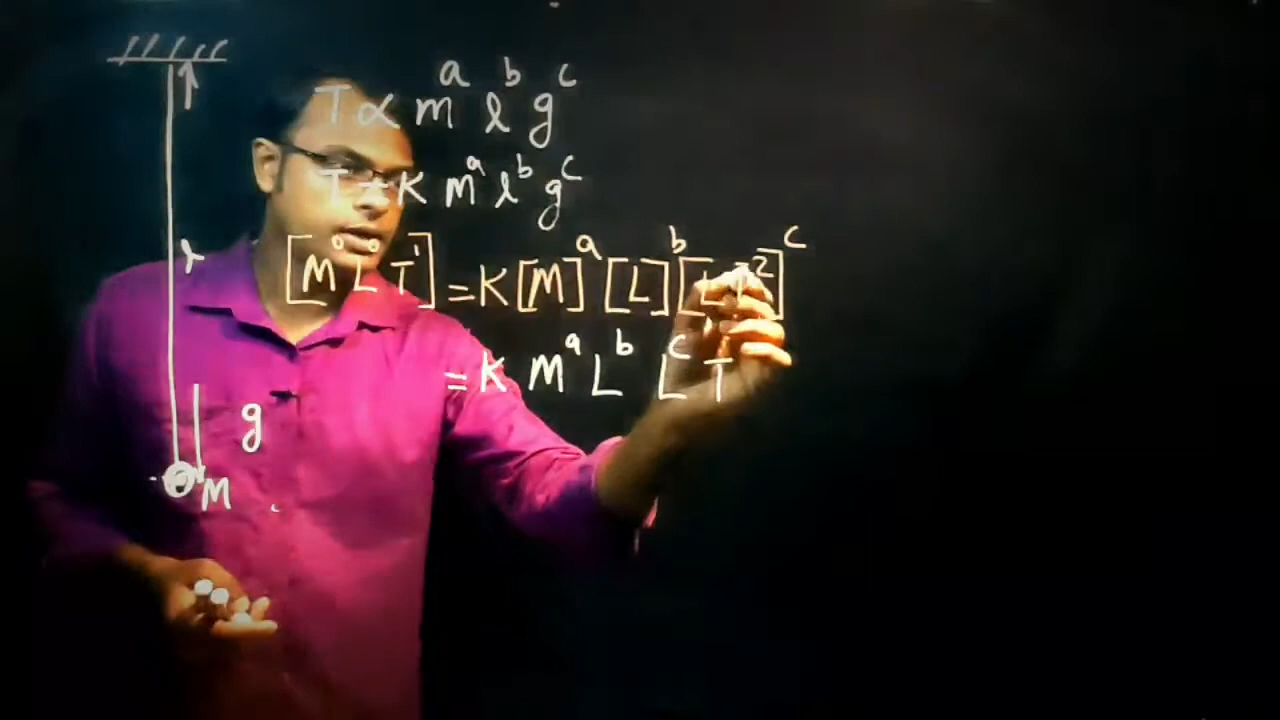 T ∝ m^a l^b g^c
T = K m^a l^b g^c
[M^0 L^0 T^1] = K [M]^a [L]^b [L T^-2]^c
= K M^a L^b L^c T
l
g
M